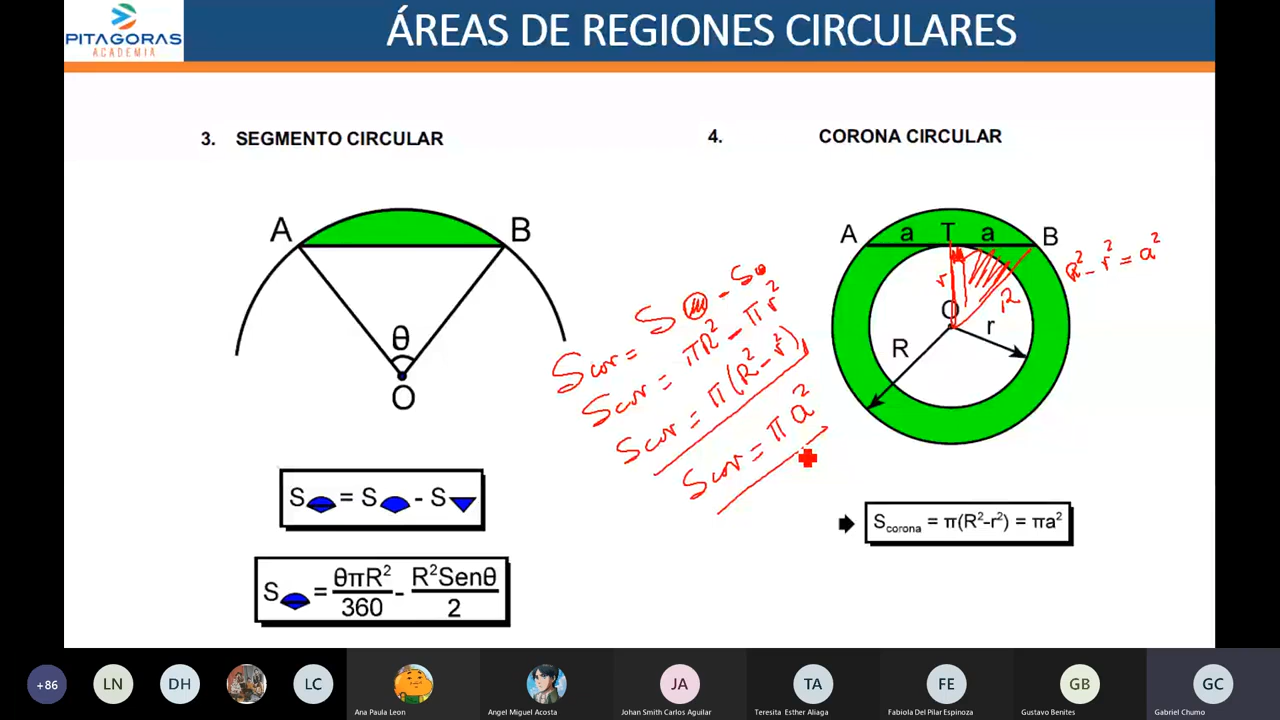 PITAGORAS
ACADEMIA
ÁREAS DE REGIONES CIRCULARES
3. SEGMENTO CIRCULAR
A
B
θ
O
S = S - S
S = θπR²/360 - R²Senθ/2
Scor = S - S
Scor = πR² - πr²
Scor = π(R² - r²)
Scor = πa²
4. CORONA CIRCULAR
A a T a B
R² - r² = a²
r
R
O
r
R
S corona = π(R²-r²) = πa²
+86
LN
DH
LC
Ana Paula Leon
Angel Miguel Acosta
JA
Johan Smith Carlos Aguilar
TA
Teresita Esther Aliaga
FE
Fabiola Del Pilar Espinoza
GB
Gustavo Benites
GC
Gabriel Chumo